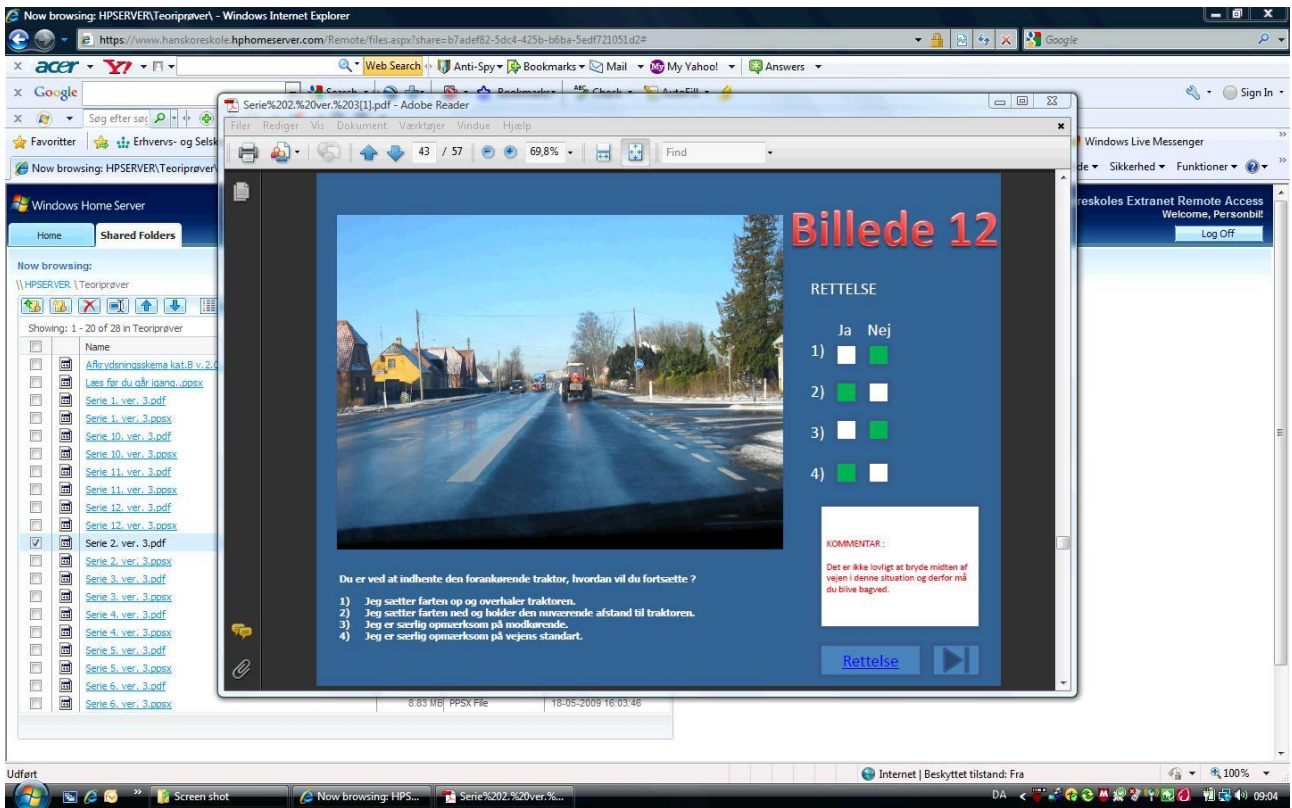 Now browsing: HPSERVER\Teoriprøver\ - Windows Internet Explorer
https://www.hanskoreskole.hphomeserver.com/Remote/files.aspx?share=b7adef82-5dc4-425b-b6ba-5edf721051d2#
Google
acer Y! Web Search Anti-Spy Bookmarks Mail My Yahoo! Answers
Google Search Bookmarks Check AutoFill Sign In
Søg efter søg
Favoritter Erhvervs- og Selsk Windows Live Messenger
Now browsing: HPSERVER\Teoriprøver\ de Sikkerhed Funktioner
Serie%202.%20ver.%203[1].pdf - Adobe Reader
Filer Rediger Vis Dokument Værktøjer Vindue Hjælp
43 / 57 69,8% Find
Windows Home Server
reskoles Extranet Remote Access
Welcome, Personbil!
Home Shared Folders Log Off
Now browsing:
\\ HPSERVER \ Teoriprøver
Showing: 1 - 20 of 28 in Teoriprøver
Name
Afkrydsningsskema kat.B v.2.0
Læs før du går igang..ppsx
Serie 1. ver. 3.pdf
Serie 1. ver. 3.ppsx
Serie 10. ver. 3.pdf
Serie 10. ver. 3.ppsx
Serie 11. ver. 3.pdf
Serie 11. ver. 3.ppsx
Serie 12. ver. 3.pdf
Serie 12. ver. 3.ppsx
Serie 2. ver. 3.pdf
Serie 2. ver. 3.ppsx
Serie 3. ver. 3.pdf
Serie 3. ver. 3.ppsx
Serie 4. ver. 3.pdf
Serie 4. ver. 3.ppsx
Serie 5. ver. 3.pdf
Serie 5. ver. 3.ppsx
Serie 6. ver. 3.pdf
Serie 6. ver. 3.ppsx 8.83 MB PPSX File 18-05-2009 16:03:46
Billede 12
RETTELSE
Ja Nej
1)
2)
3)
4)
KOMMENTAR :
Det er ikke lovligt at bryde midten af
vejen i denne situation og derfor må
du blive bagved.
Du er ved at indhente den forankørende traktor, hvordan vil du fortsætte ?
1) Jeg sætter farten op og overhaler traktoren.
2) Jeg sætter farten ned og holder den nuværende afstand til traktoren.
3) Jeg er særlig opmærksom på modkørende.
4) Jeg er særlig opmærksom på vejens standart.
Rettelse
Udført Internet | Beskyttet tilstand: Fra 100%
Screen shot Now browsing: HPS... Serie%202.%20ver.%... DA 09:04